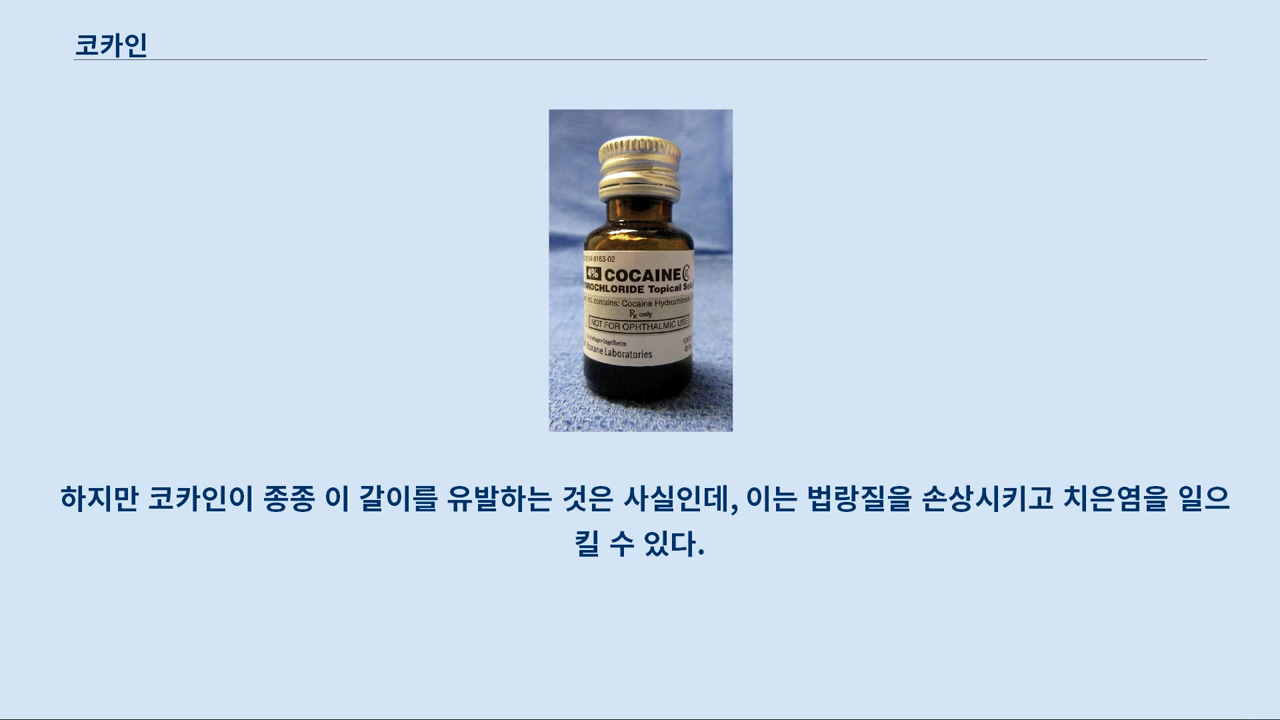 코카인
4% COCAINE
HYDROCHLORIDE Topical
contains: Cocaine Hydrochloride
Rx only
NOT FOR OPHTHALMIC USE
Laboratories
하지만 코카인이 종종 이 갈이를 유발하는 것은 사실인데, 이는 법랑질을 손상시키고 치은염을 일으
킬 수 있다.